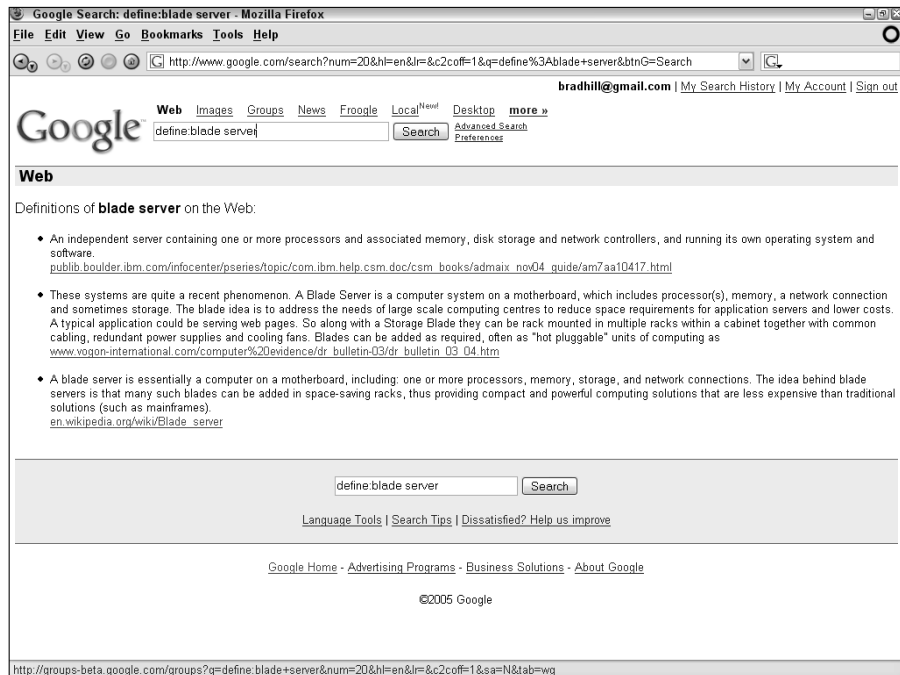 Google Search: define:blade server - Mozilla Firefox
File Edit View Go Bookmarks Tools Help
http://www.google.com/search?num=20&hl=en&lr=&c2coff=1&q=define%3Ablade+server&btnG=Search
bradhill@gmail.com | My Search History | My Account | Sign out
Google™
Web Images Groups News Froogle Local New! Desktop more »
define:blade server Search Advanced Search
Preferences
Web
Definitions of blade server on the Web:
• An independent server containing one or more processors and associated memory, disk storage and network controllers, and running its own operating system and
software.
publib.boulder.ibm.com/infocenter/pseries/topic/com.ibm.help.csm.doc/csm_books/admaix_nov04_guide/am7aa10417.html
• These systems are quite a recent phenomenon. A Blade Server is a computer system on a motherboard, which includes processor(s), memory, a network connection
and sometimes storage. The blade idea is to address the needs of large scale computing centres to reduce space requirements for application servers and lower costs.
A typical application could be serving web pages. So along with a Storage Blade they can be rack mounted in multiple racks within a cabinet together with common
cabling, redundant power supplies and cooling fans. Blades can be added as required, often as "hot pluggable" units of computing as
www.vogon-international.com/computer%20evidence/dr_bulletin-03/dr_bulletin_03_04.htm
• A blade server is essentially a computer on a motherboard, including: one or more processors, memory, storage, and network connections. The idea behind blade
servers is that many such blades can be added in space-saving racks, thus providing compact and powerful computing solutions that are less expensive than traditional
solutions (such as mainframes).
en.wikipedia.org/wiki/Blade_server
define:blade server Search
Language Tools | Search Tips | Dissatisfied? Help us improve
Google Home - Advertising Programs - Business Solutions - About Google
©2005 Google
http://groups-beta.google.com/groups?q=define:blade+server&num=20&hl=en&lr=&c2coff=1&sa=N&tab=wg